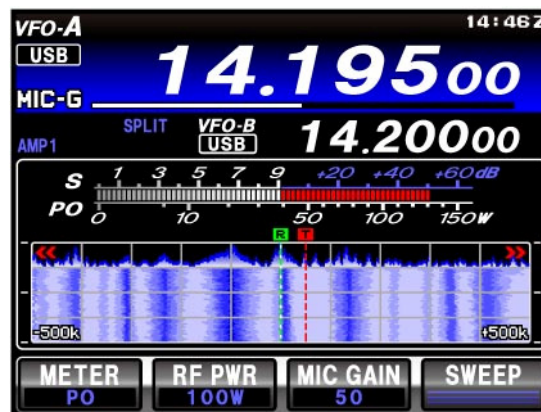 VFO-A 14:46Z
USB 14.19500
MIC-G
SPLIT VFO-B
AMP1 USB 14.20000
S 1 3 5 7 9 +20 +40 +60dB
PO 0 10 50 100 150W
R T
-500k +500k
METER RF PWR MIC GAIN SWEEP
PO 100W 50